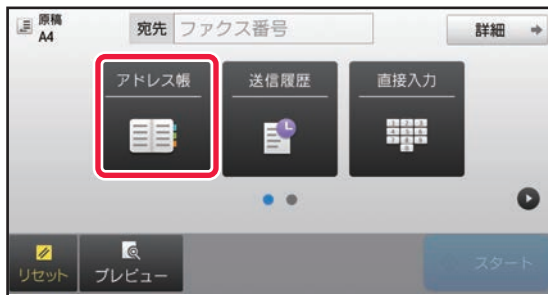 原稿
A4
宛先 ファクス番号
詳細
アドレス帳
送信履歴
直接入力
リセット
プレビュー
スタート